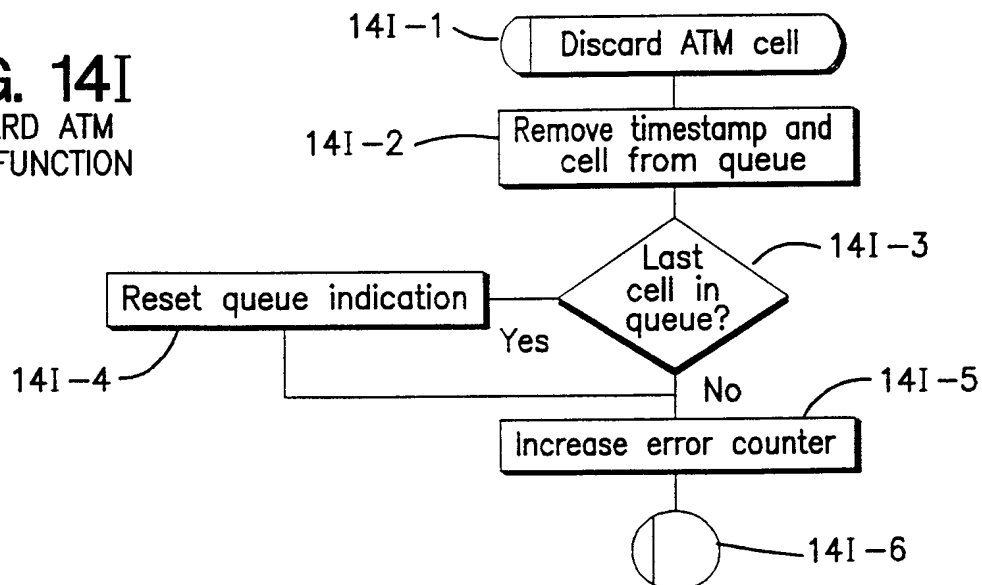 G. 14I
ARD ATM
FUNCTION
14I-1
Discard ATM cell
14I-2
Remove timestamp and
cell from queue
14I-3
Last
cell in
queue?
Reset queue indication
Yes
14I-4
No
14I-5
Increase error counter
14I-6